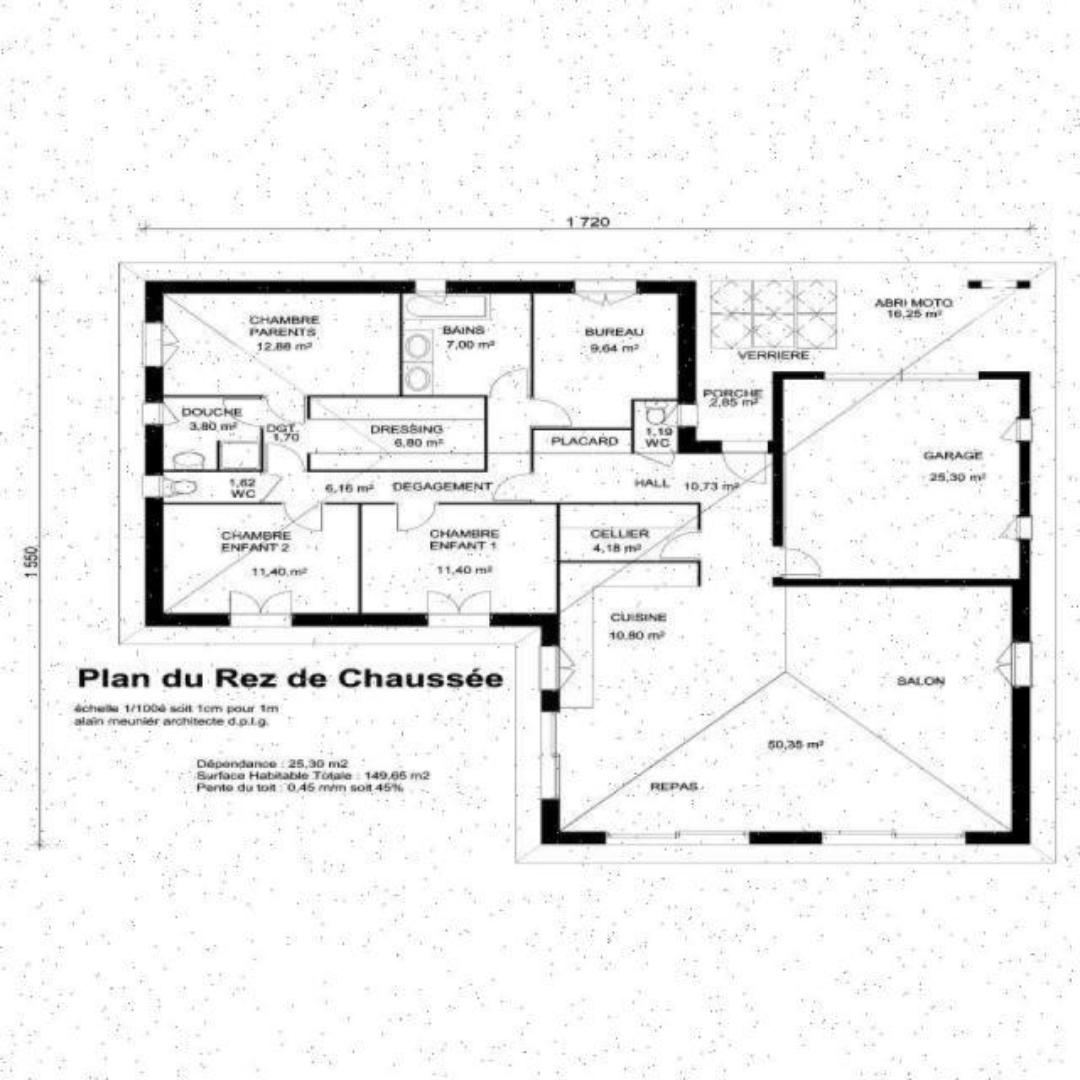 1 720
CHAMBRE
PARENTS
12,88 m²
BAINS
7,00 m²
BUREAU
9,64 m²
ABRI MOTO
16,25 m²
VERRIERE
PORCHE
2,85 m²
DOUCHE
3,80 m²
DGT.
1,70
DRESSING
6,80 m²
PLACARD
1,19
WC
GARAGE
25,30 m²
1,62
WC
6,16 m² DEGAGEMENT
HALL 10,73 m²
CHAMBRE
ENFANT 2
11,40 m²
CHAMBRE
ENFANT 1
11,40 m²
CELLIER
4,18 m²
1 550
CUISINE
10,80 m²
SALON
50,35 m²
REPAS
Plan du Rez de Chaussée
échelle 1/100é soit 1cm pour 1m
alain meunier architecte d.p.l.g.
Dépendance : 25,30 m2
Surface Habitable Totale : 149,65 m2
Pente du toit : 0,45 m/m soit 45%